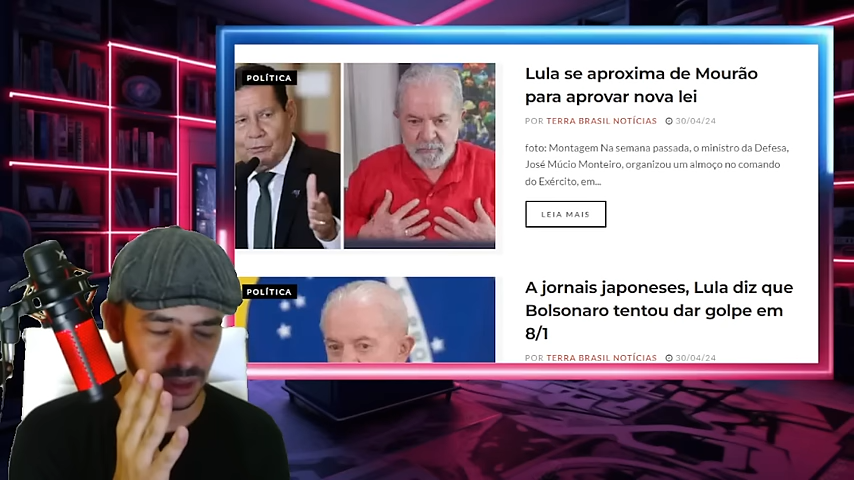 POLÍTICA
Lula se aproxima de Mourão
para aprovar nova lei
POR TERRA BRASIL NOTÍCIAS 30/04/24
foto: Montagem Na semana passada, o ministro da Defesa,
José Múcio Monteiro, organizou um almoço no comando
do Exército, em...
LEIA MAIS
POLÍTICA
A jornais japoneses, Lula diz que
Bolsonaro tentou dar golpe em
8/1
POR TERRA BRASIL NOTÍCIAS 30/04/24